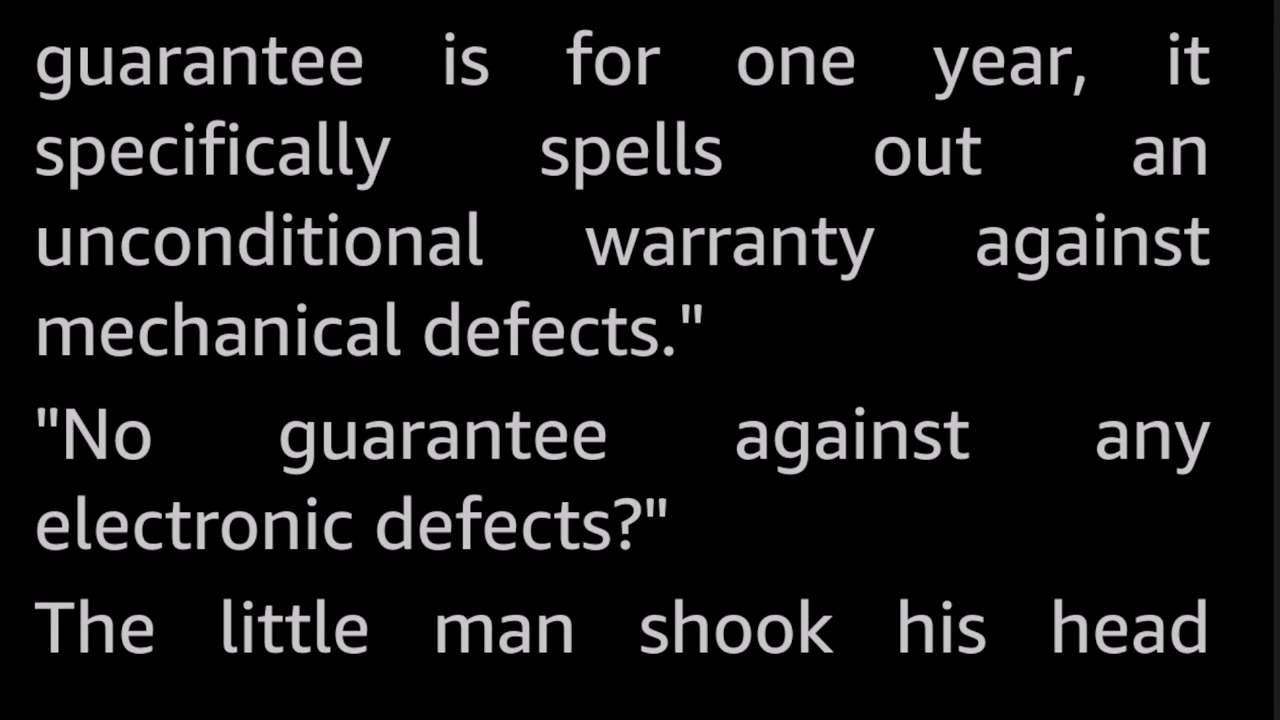 guarantee is for one year, it
specifically spells out an
unconditional warranty against
mechanical defects."
"No guarantee against any
electronic defects?"
The little man shook his head